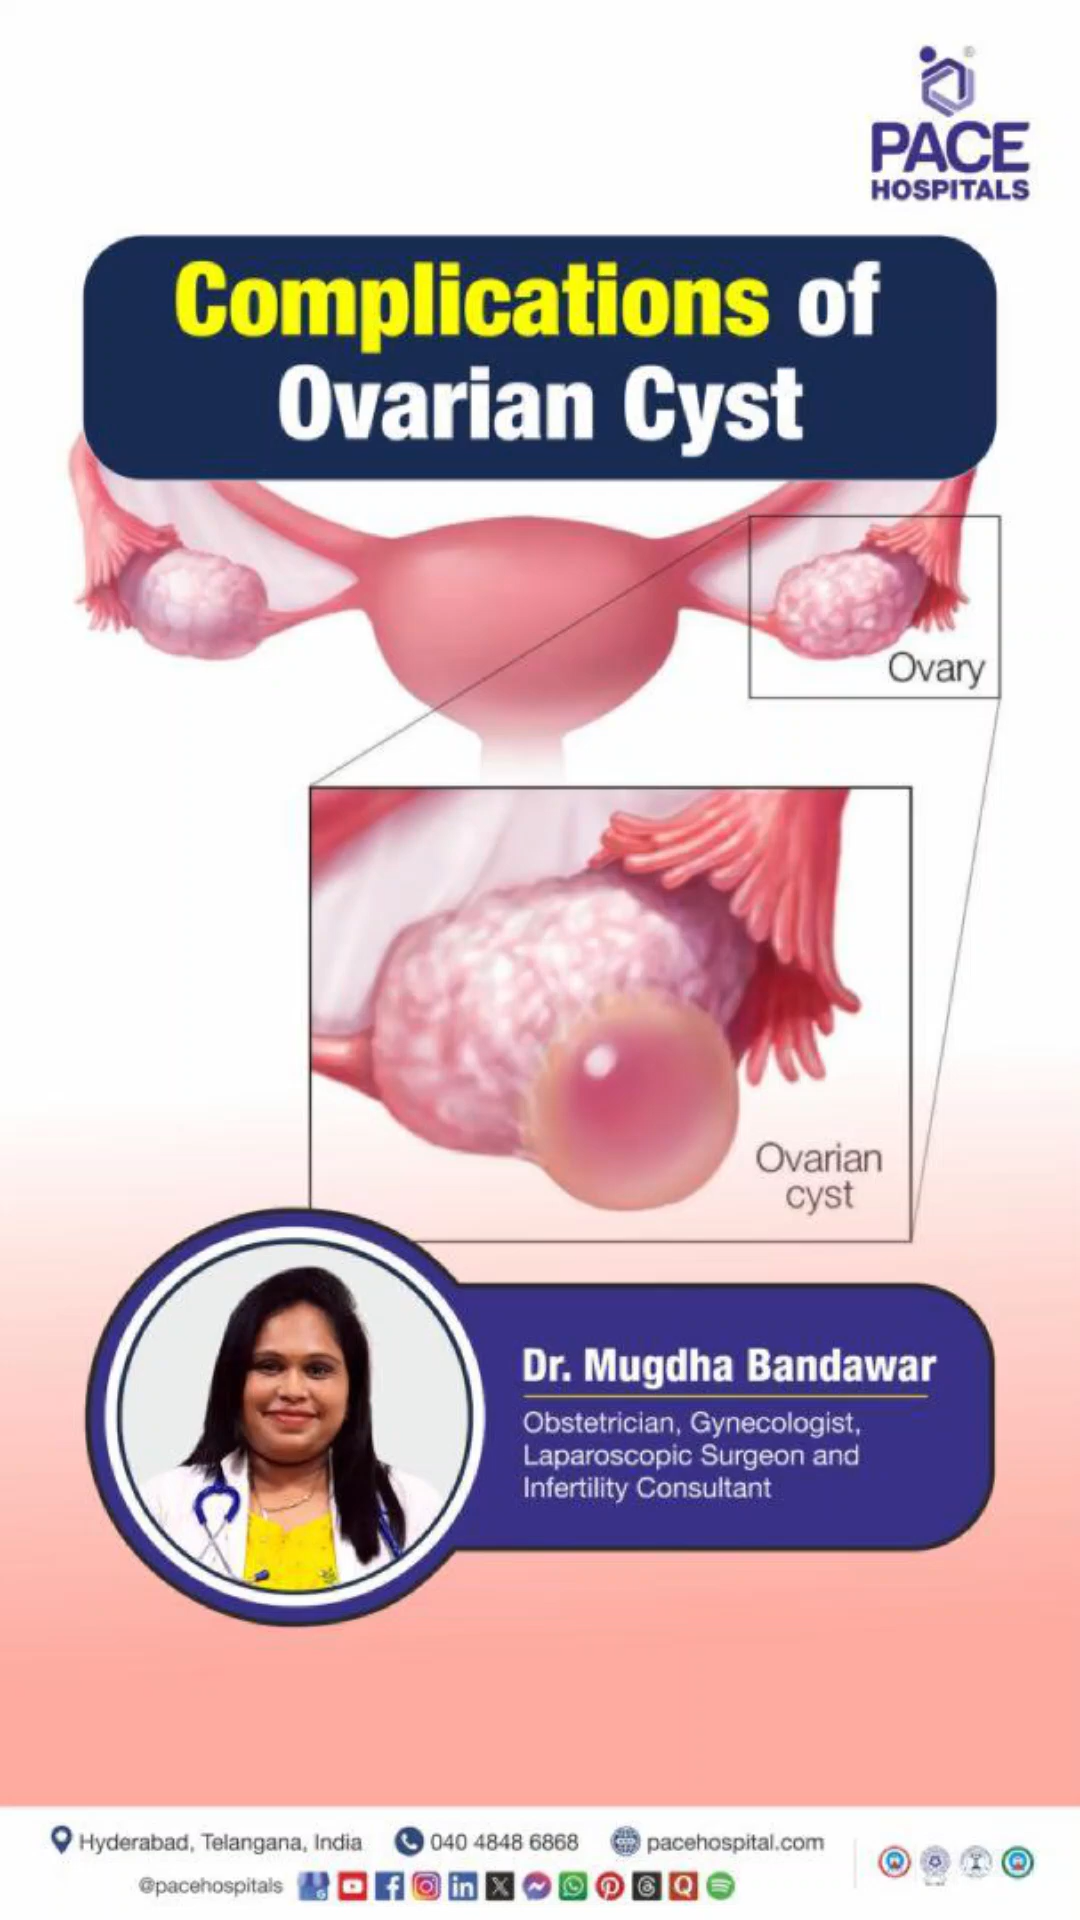 PACE
HOSPITALS
Complications of
Ovarian Cyst
Ovary
Ovarian
cyst
Dr. Mugdha Bandawar
Obstetrician, Gynecologist,
Laparoscopic Surgeon and
Infertility Consultant
Hyderabad, Telangana, India 040 4848 6868 pacehospital.com
@pacehospitals